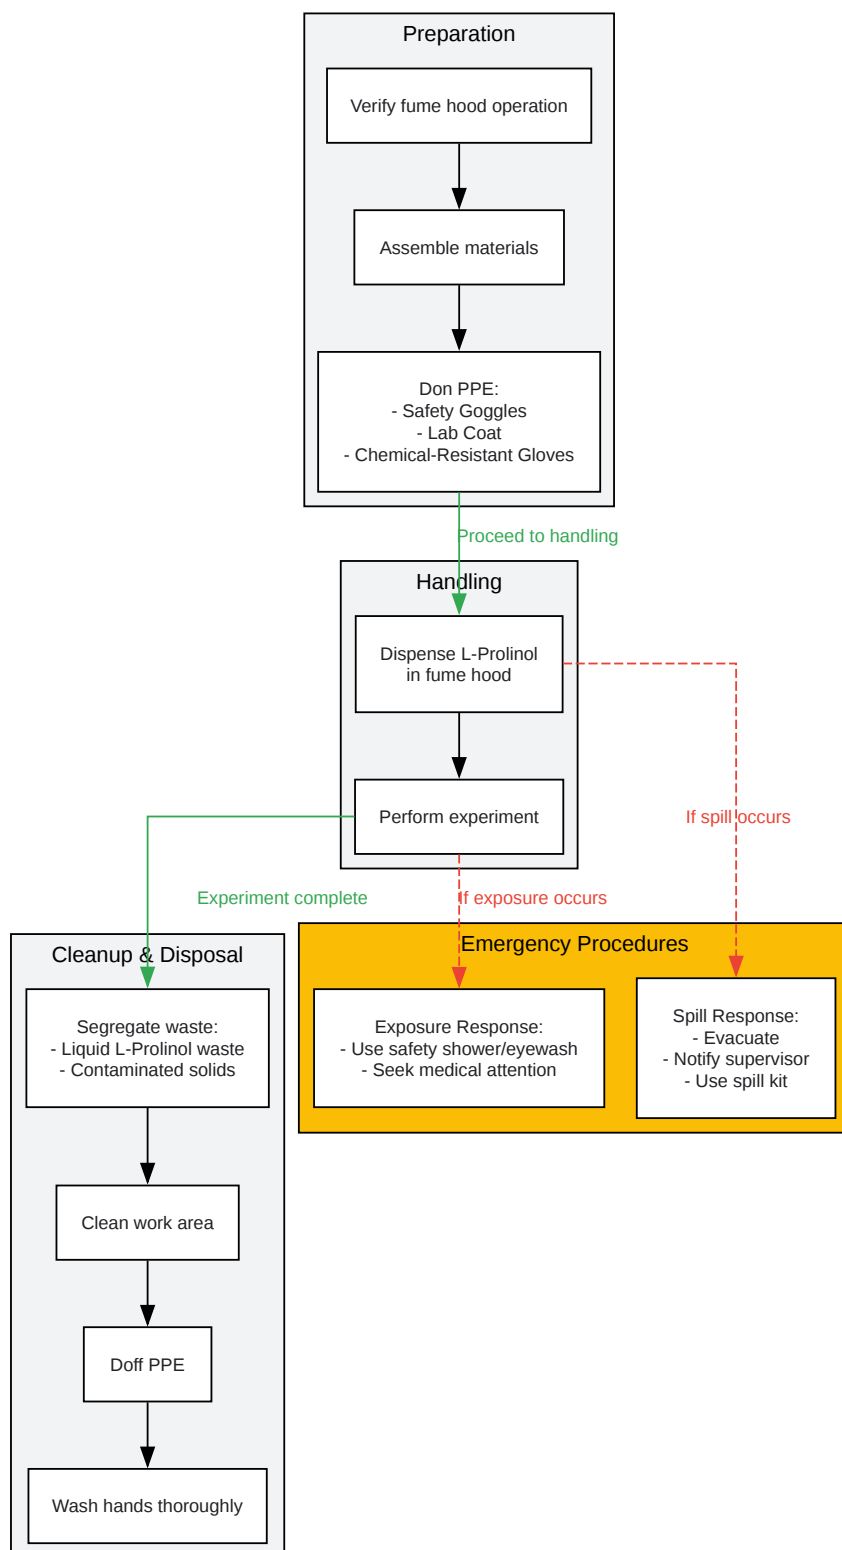 Preparation
Verify fume hood operation
Assemble materials
Don PPE:
- Safety Goggles
- Lab Coat
- Chemical-Resistant Gloves
Proceed to handling
Handling
Dispense L-Prolinol
in fume hood
Perform experiment
If spill occurs
Experiment complete
If exposure occurs
Cleanup & Disposal
Segregate waste:
- Liquid L-Prolinol waste
- Contaminated solids
Clean work area
Doff PPE
Wash hands thoroughly
Emergency Procedures
Exposure Response:
- Use safety shower/eyewash
- Seek medical attention
Spill Response:
- Evacuate
- Notify supervisor
- Use spill kit